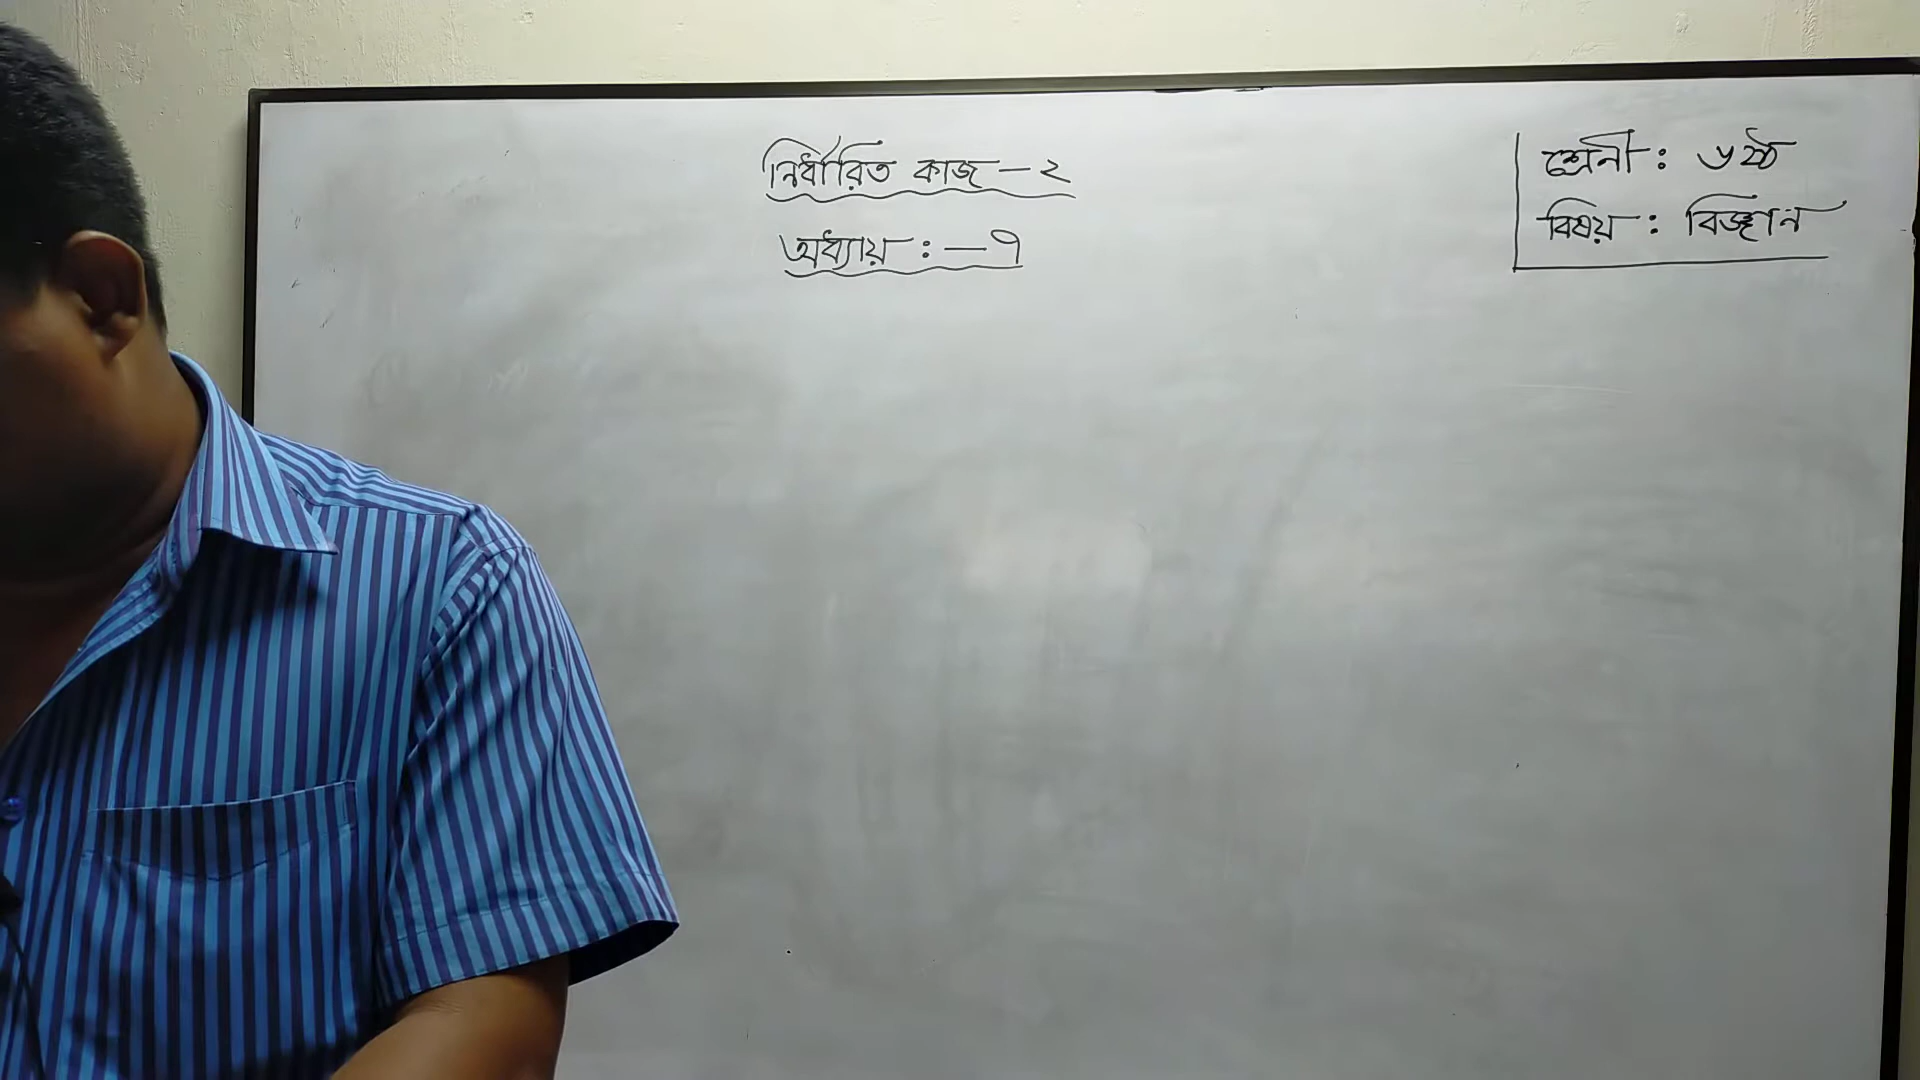 নির্ধারিত কাজ - ২
অধ্যায় : - ৭
শ্রেনী : ৬ষ্ঠ
বিষয় : বিজ্ঞান